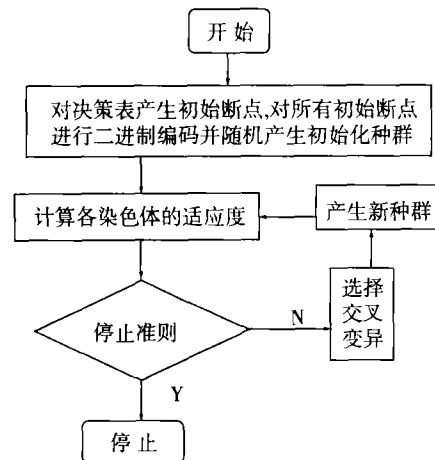 开始
对决策表产生初始断点,对所有初始断点
进行二进制编码并随机产生初始化种群
计算各染色体的适应度
产生新种群
选择
交叉
变异
停止准则
N
Y
停止